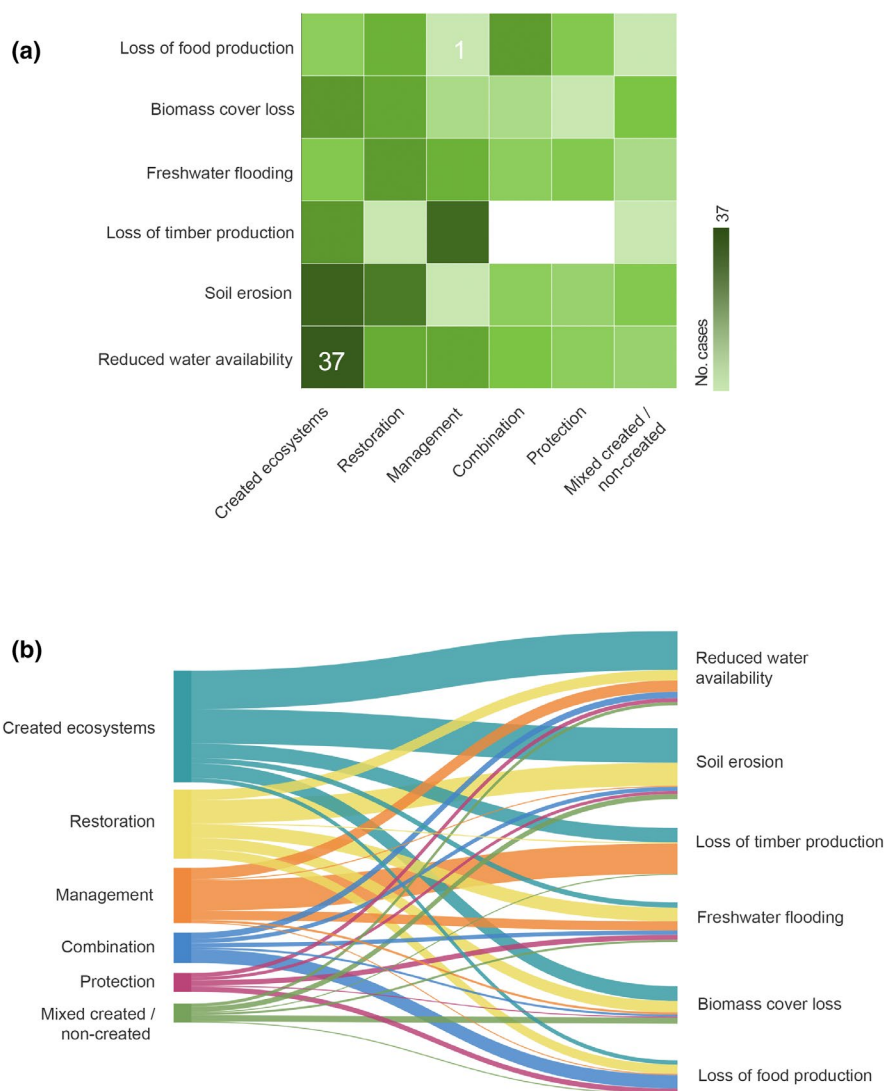 (a)
Loss of food production
1
Biomass cover loss
Freshwater flooding
Loss of timber production
Soil erosion
Reduced water availability
37
37
No. cases
Created ecosystems
Restoration
Management
Combination
Protection
Mixed created /
non-created
(b)
Created ecosystems
Restoration
Management
Combination
Protection
Mixed created /
non-created
Reduced water
availability
Soil erosion
Loss of timber production
Freshwater flooding
Biomass cover loss
Loss of food production